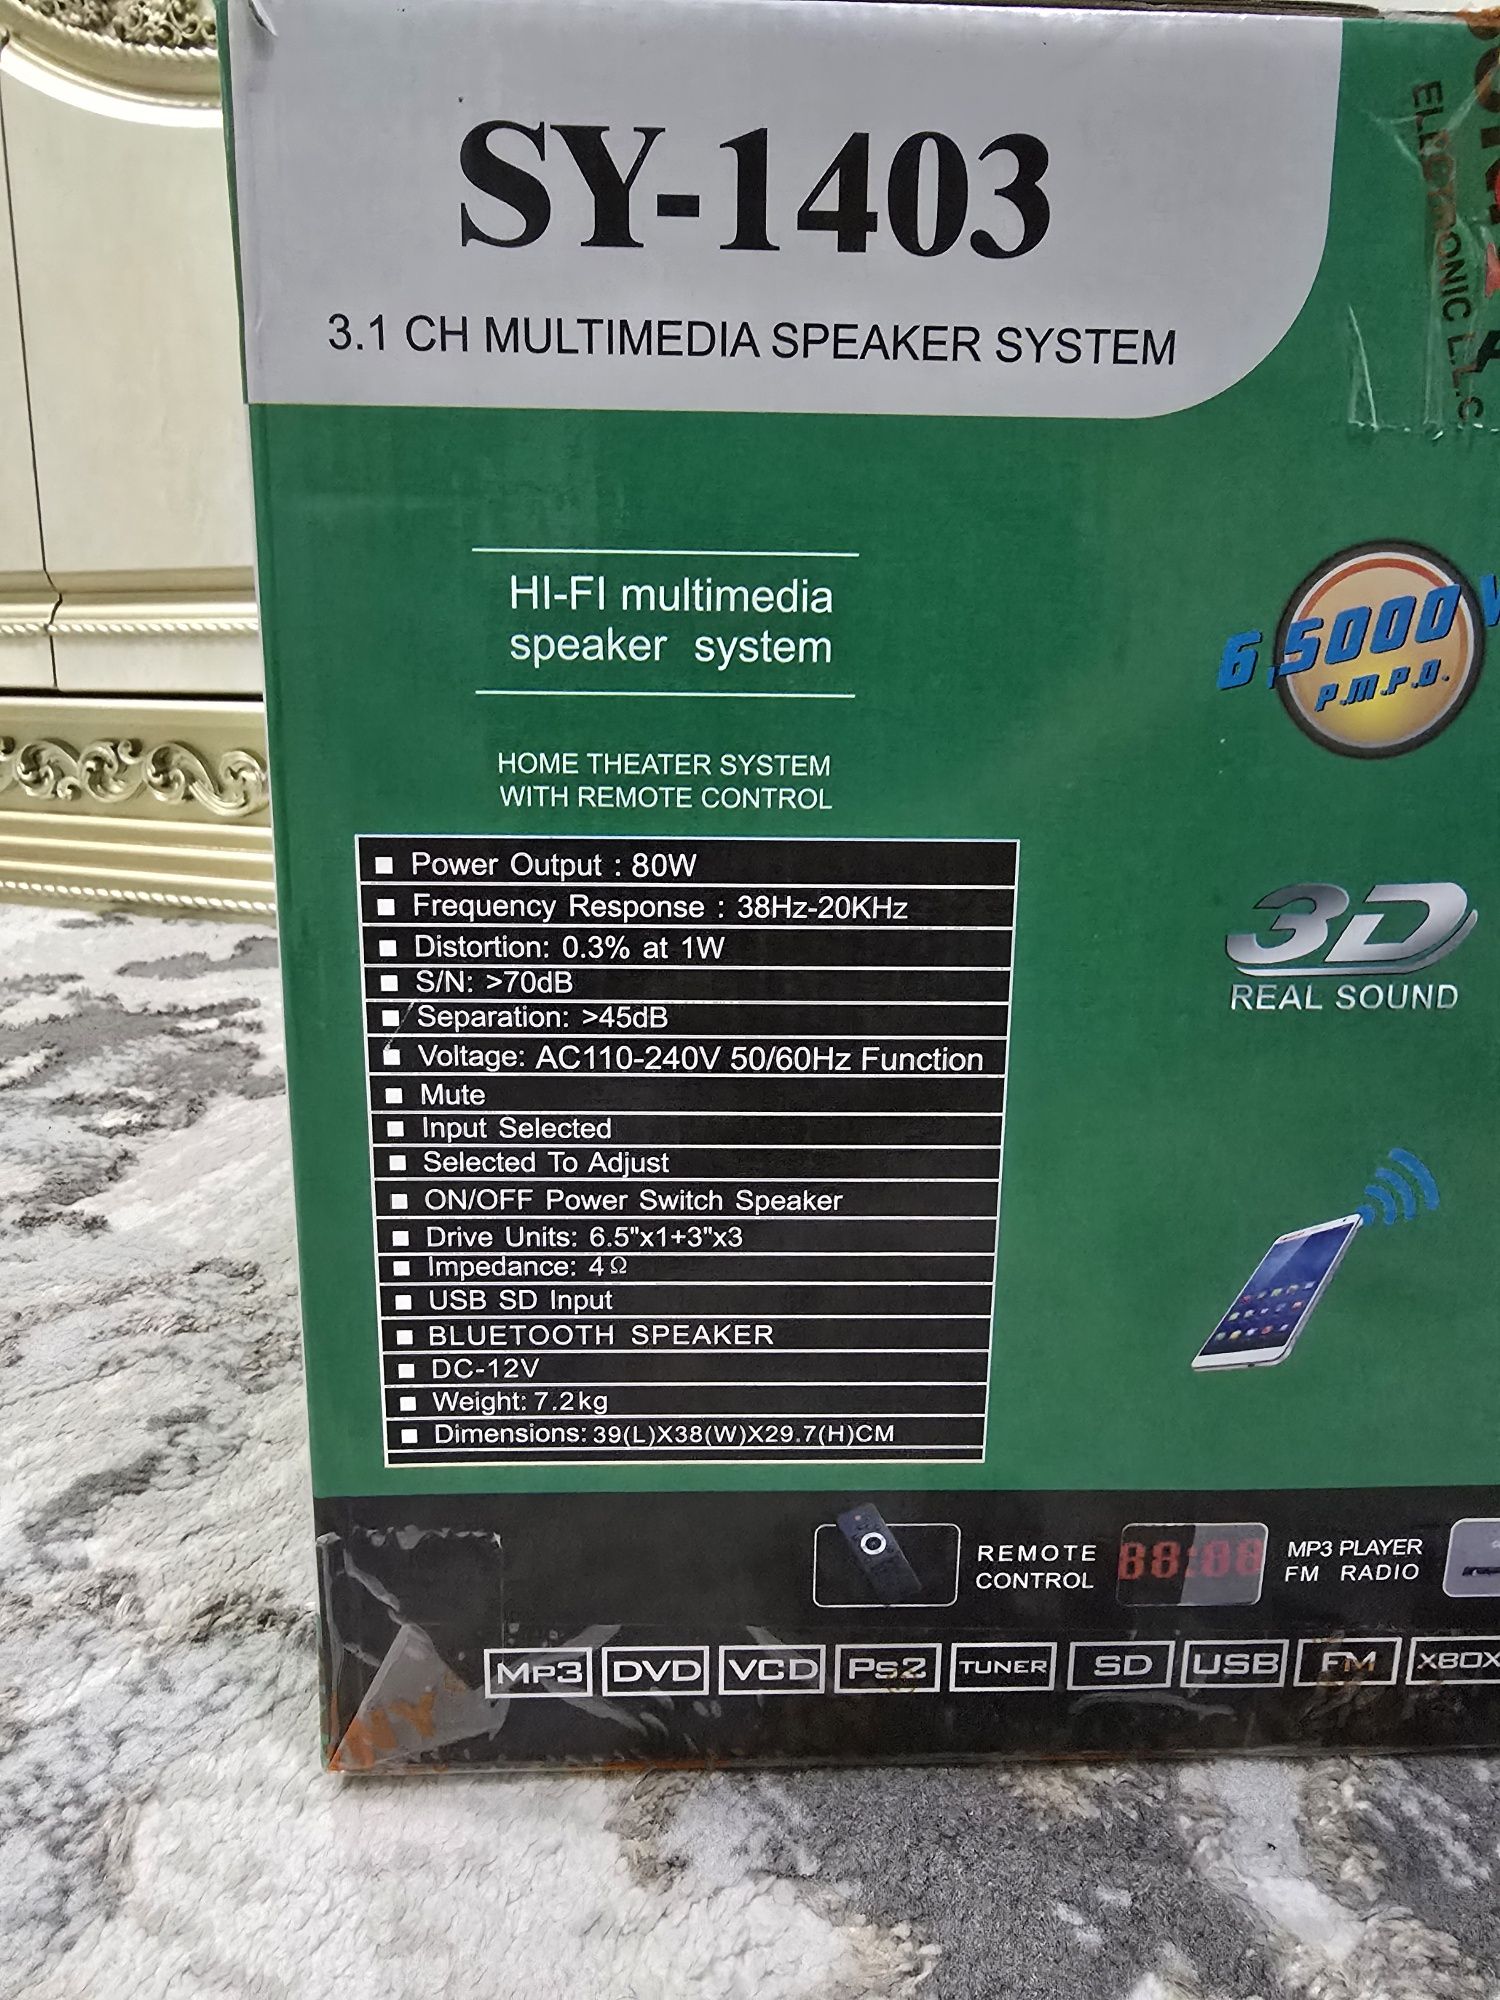 SY-1403
3.1 CH MULTIMEDIA SPEAKER SYSTEM
ELECTRONIC L.L.C
HI-FI multimedia
speaker system
6,5000
P.M.P.O.
HOME THEATER SYSTEM
WITH REMOTE CONTROL
Power Output : 80W
Frequency Response : 38Hz-20KHz
Distortion: 0.3% at 1W
S/N: >70dB
Separation: >45dB
Voltage: AC110-240V 50/60Hz Function
Mute
Input Selected
Selected To Adjust
ON/OFF Power Switch Speaker
Drive Units: 6.5"x1+3"x3
Impedance: 4Ω
USB SD Input
BLUETOOTH SPEAKER
DC-12V
Weight: 7.2kg
Dimensions: 39(L)X38(W)X29.7(H)CM
3D
REAL SOUND
REMOTE
CONTROL
88:88
MP3 PLAYER
FM RADIO
MP3 DVD VCD PS2 TUNER SD USB FM XBOX